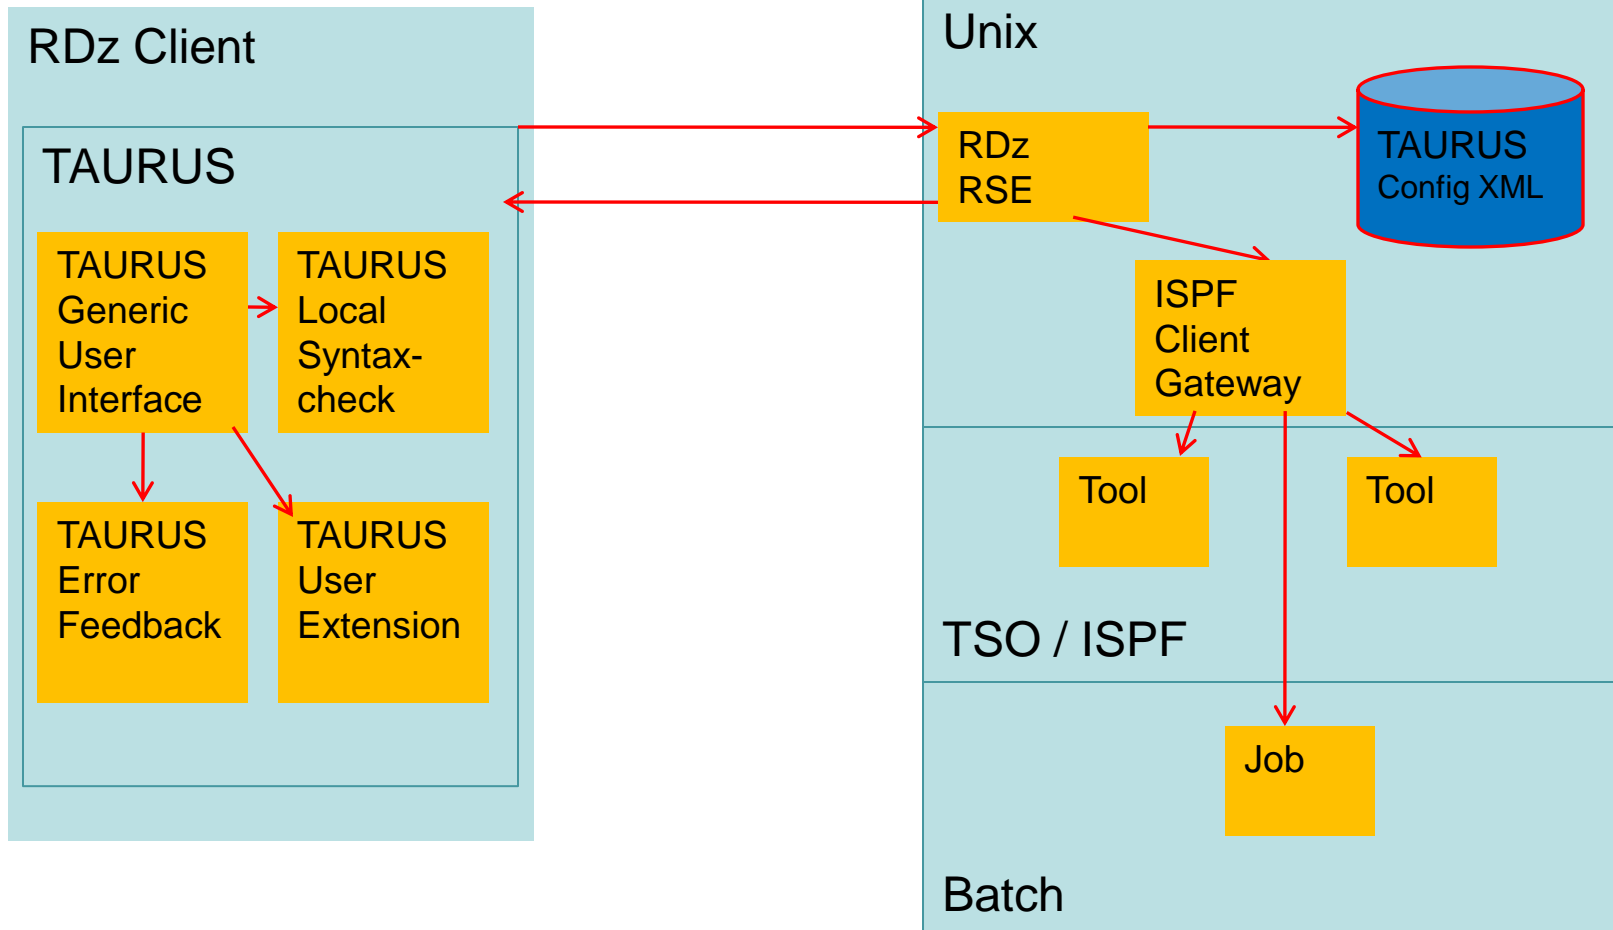 RDz Client
TAURUS
TAURUS
Generic
User
Interface
TAURUS
Local
Syntax-
check
TAURUS
Error
Feedback
TAURUS
User
Extension
Unix
RDz
RSE
TAURUS
Config XML
ISPF
Client
Gateway
Tool
Tool
TSO / ISPF
Job
Batch